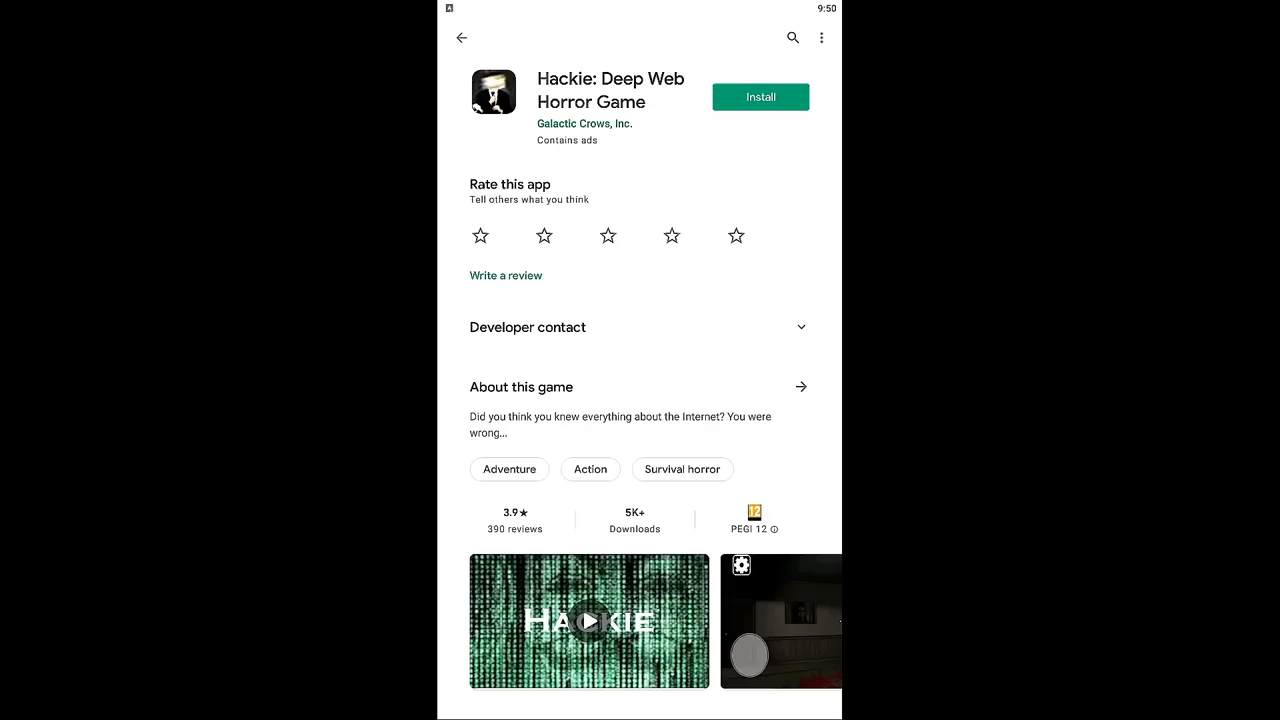 9:50
Hackie: Deep Web
Horror Game
Install
Galactic Crows, Inc.
Contains ads
Rate this app
Tell others what you think
Write a review
Developer contact
About this game
Did you think you knew everything about the Internet? You were
wrong...
Adventure
Action
Survival horror
3.9★
5K+
12
390 reviews
Downloads
PEGI 12
HACKIE